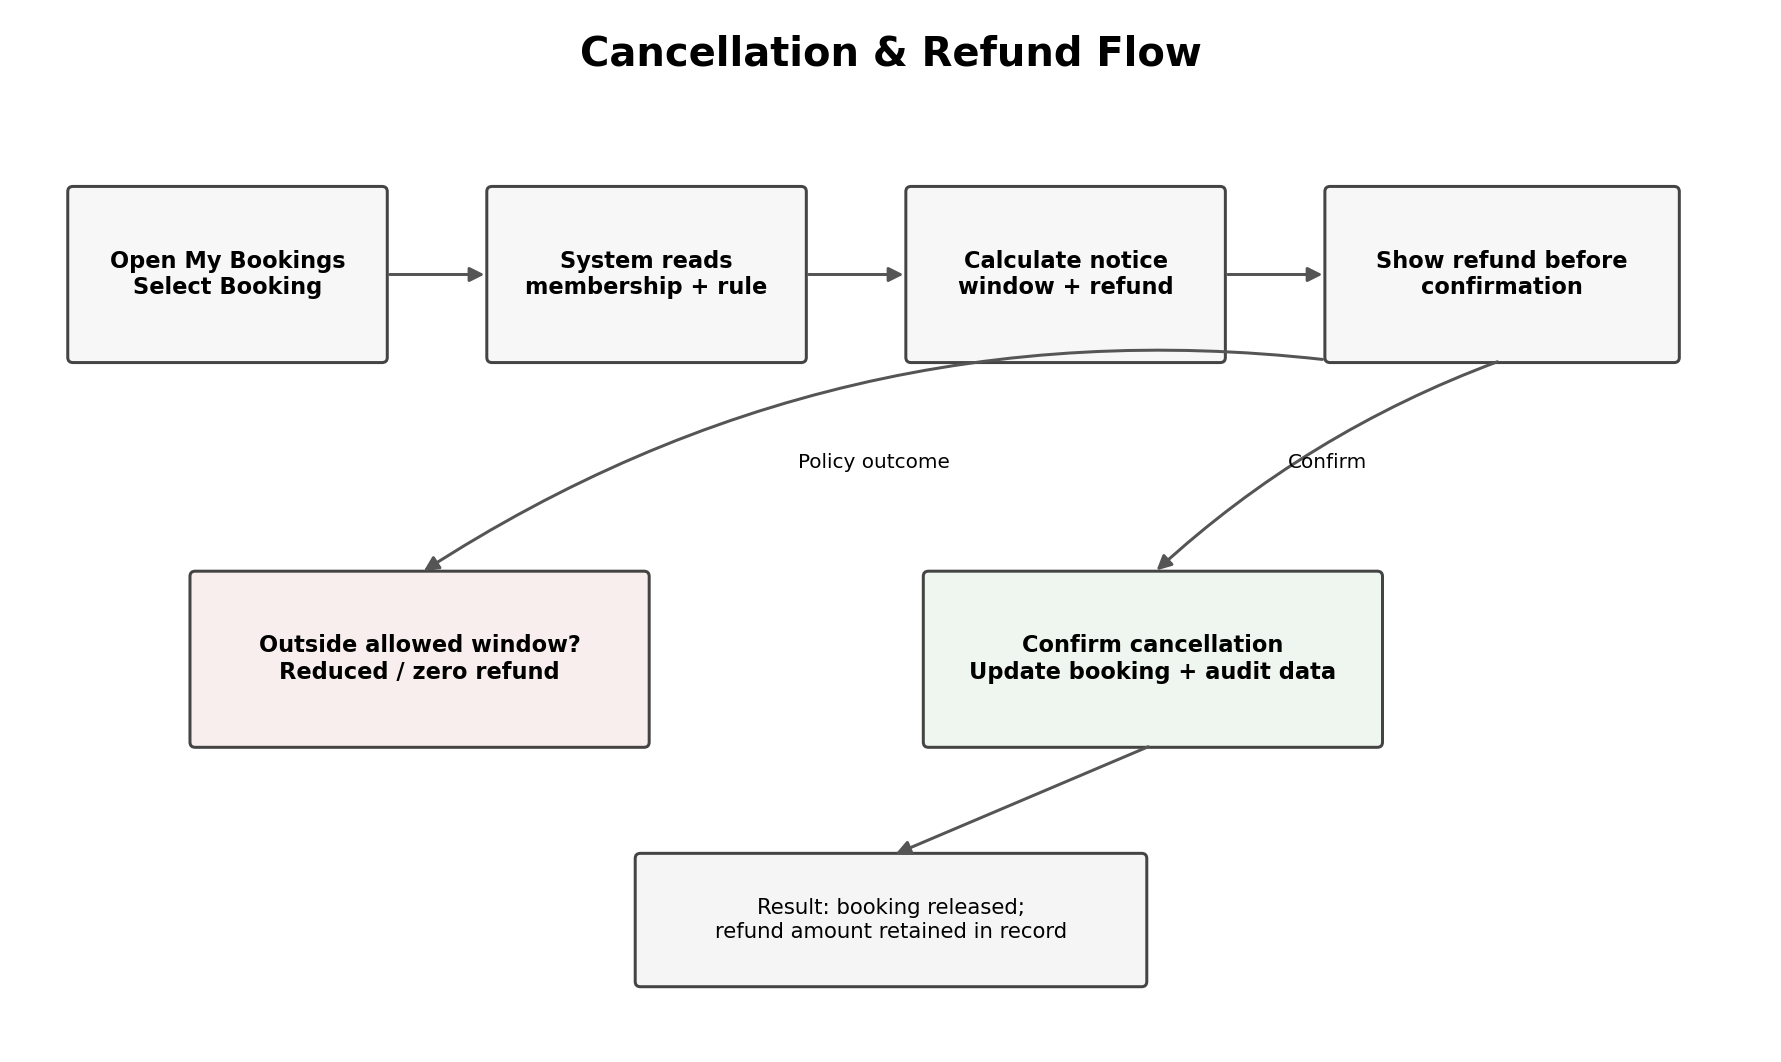 Cancellation & Refund Flow
Open My Bookings
Select Booking
System reads
membership + rule
Calculate notice
window + refund
Show refund before
confirmation
Policy outcome
Confirm
Outside allowed window?
Reduced / zero refund
Confirm cancellation
Update booking + audit data
Result: booking released;
refund amount retained in record